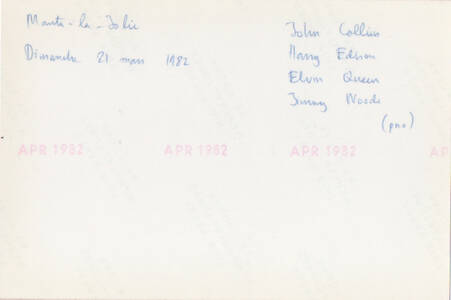 Mantes-la-Jolie
Dimanche 21 mars 1982
John Collins
Harry Edison
Elvin Queen
Jimmy Woode
(pno)
APR 1982 APR 1982 APR 1982 AP